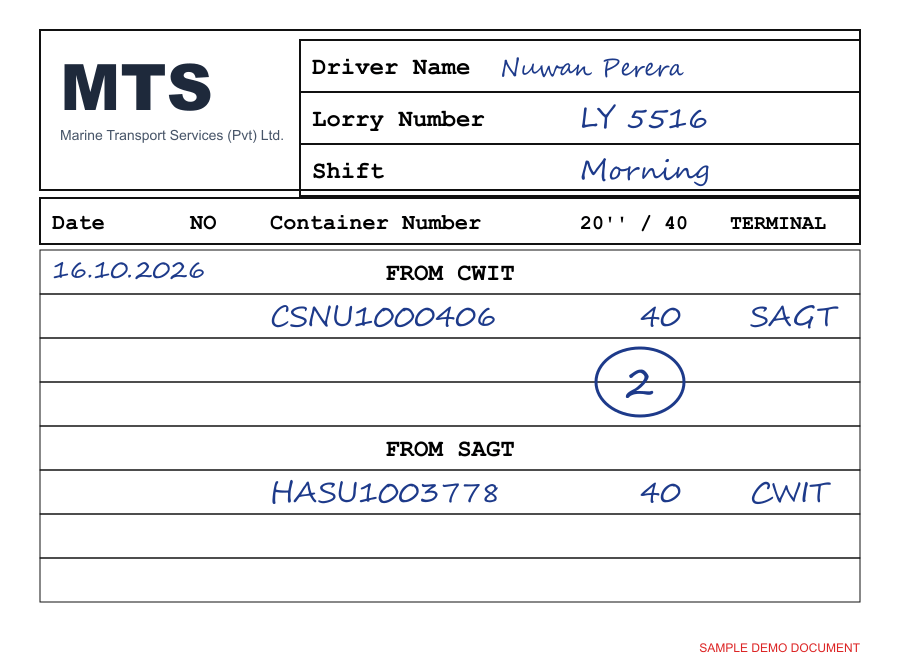 MTS
Marine Transport Services (Pvt) Ltd.
Driver Name Nuwan Perera
Lorry Number LY 5516
Shift Morning
Date NO Container Number 20'' / 40 TERMINAL
16.10.2026 FROM CWIT
CSNU1000406 40 SAGT
2
FROM SAGT
HASU1003778 40 CWIT
SAMPLE DEMO DOCUMENT